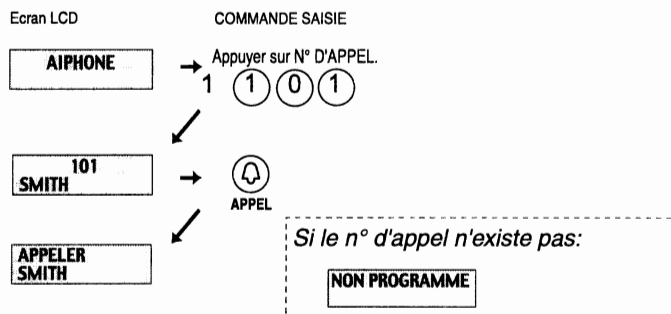 Ecran LCD COMMANDE SAISIE
AIPHONE
Appuyer sur N° D'APPEL.
1 1 0 1
101
SMITH
APPEL
APPELER
SMITH
Si le n° d'appel n'existe pas:
NON PROGRAMME